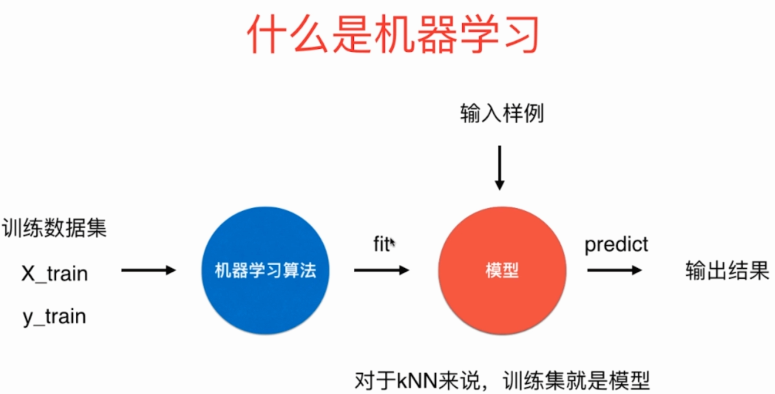 什么是机器学习
输入样例
训练数据集
X_train
y_train
机器学习算法
fit
模型
predict
输出结果
对于kNN来说，训练集就是模型